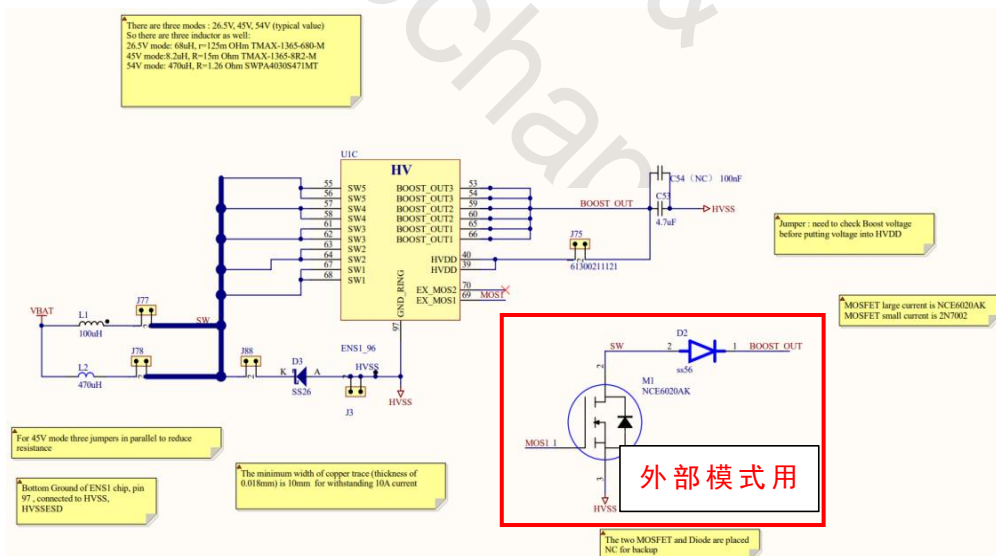 There are three modes : 26.5V, 45V, 54V (typical value)
So there are three inductor as well:
26.5V mode: 68uH, r=125m OHm TMAX-1365-680-M
45V mode:8.2uH, R=15m Ohm TMAX-1365-8R2-M
54V mode: 470uH, R=1.26 Ohm SWPA4030S471MT
U1C
HV
55 SW5 BOOST_OUT3 53
56 SW5 BOOST_OUT3 54
57 SW4 BOOST_OUT2 59
58 SW4 BOOST_OUT2 60
61 SW3 BOOST_OUT1 65
62 SW3 BOOST_OUT1 66
63 SW2
64 SW2 HVDD 40
67 SW1 HVDD 39
68 SW1
EX_MOS2 70
EX_MOS1 69 MOS1
GND_RING
97
ENS1_96
BOOST_OUT
C54（NC） 100nF
C53
4.7uF
HVSS
J75
61300211121
Jumper : need to check Boost voltage
before putting voltage into HVDD
MOSFET large current is NCE6020AK
MOSFET small current is 2N7002
VBAT
L1
100uH
J77
SW
L2
470uH
J78
J88
D3
K A
SS26
HVSS
J3
HVSS
SW 2 D2 1 BOOST_OUT
ss56
2
M1
NCE6020AK
MOS1 1
3
HVSS
外部模式用
For 45V mode three jumpers in parallel to reduce
resistance
The minimum width of copper trace (thickness of
0.018mm) is 10mm for withstanding 10A current
Bottom Ground of ENS1 chip, pin
97 , connected to HVSS,
HVSSESD
The two MOSFET and Diode are placed
NC for backup